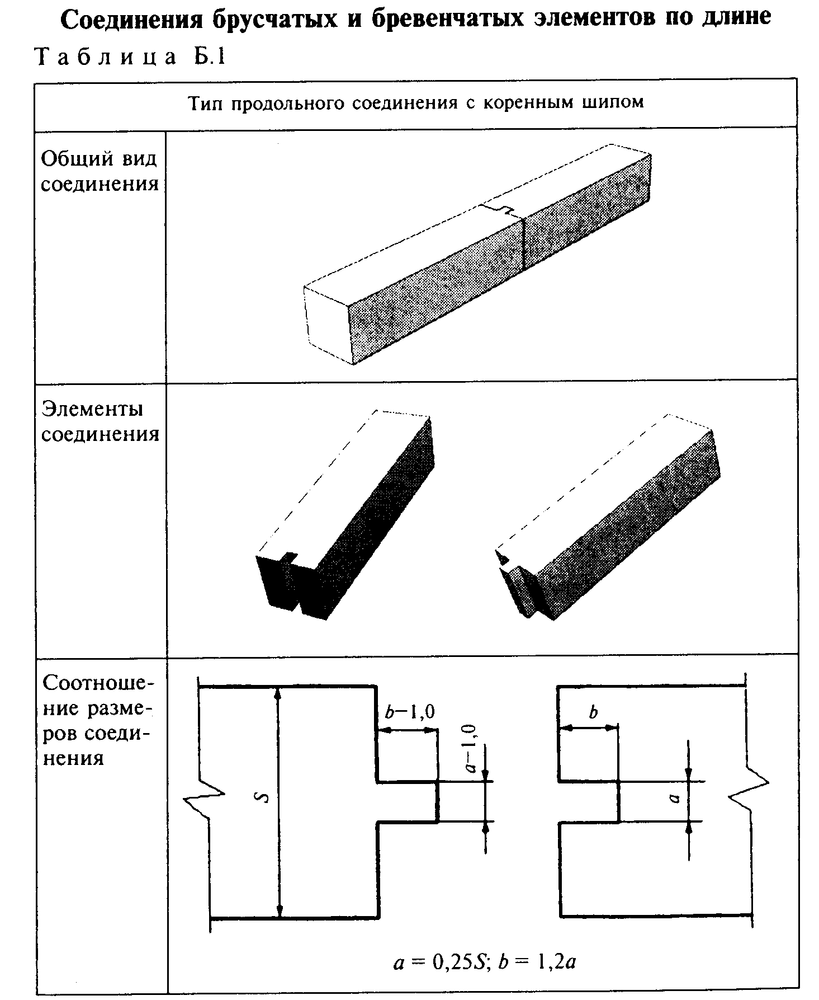 Соединения брусчатых и бревенчатых элементов по длине
Таблица Б.1
Тип продольного соединения с коренным шипом
Общий вид
соединения
Элементы
соединения
Соотноше-
ние разме-
ров соеди-
нения
b−1,0
b
a−1,0
S
a
a = 0,25S; b = 1,2a